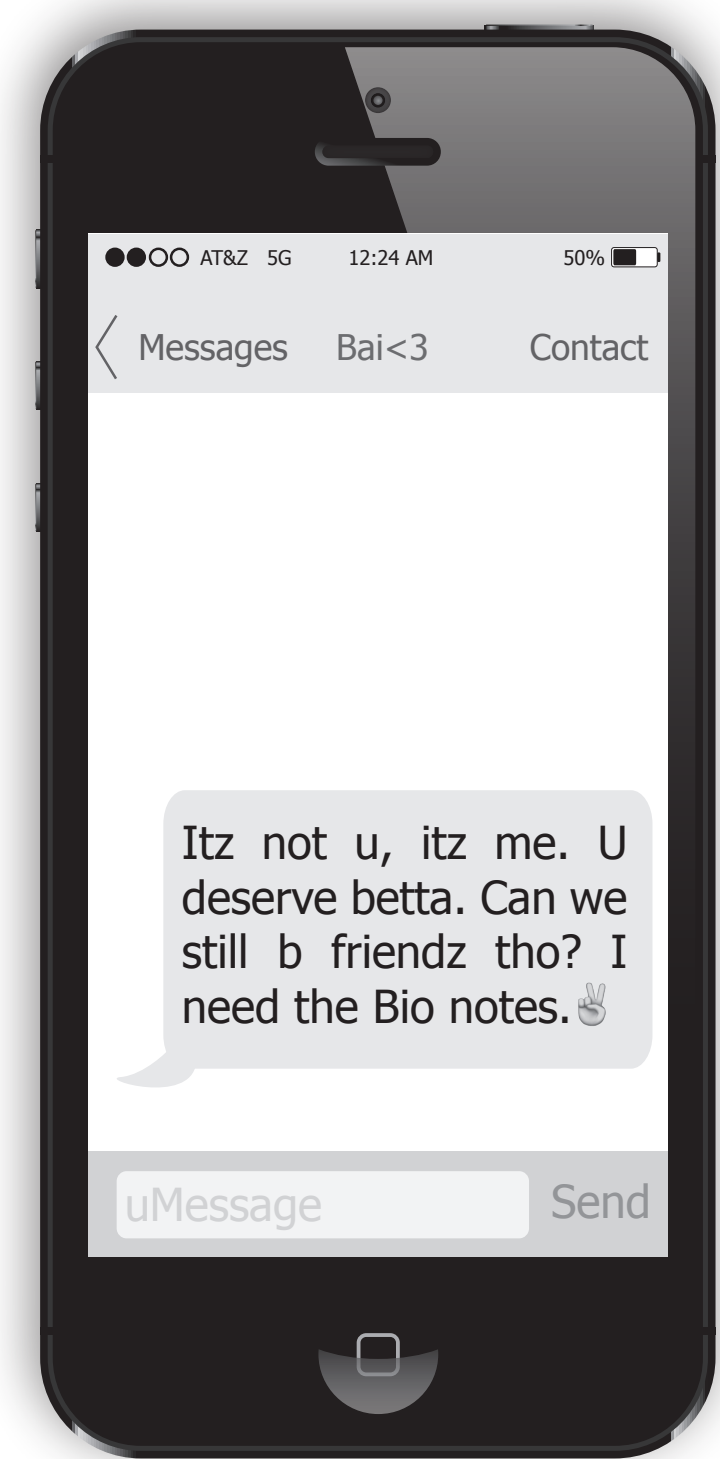 AT&Z 5G 12:24 AM 50%
Messages Bai<3 Contact
Itz not u, itz me. U
deserve betta. Can we
still b friendz tho? I
need the Bio notes.✌
uMessage Send